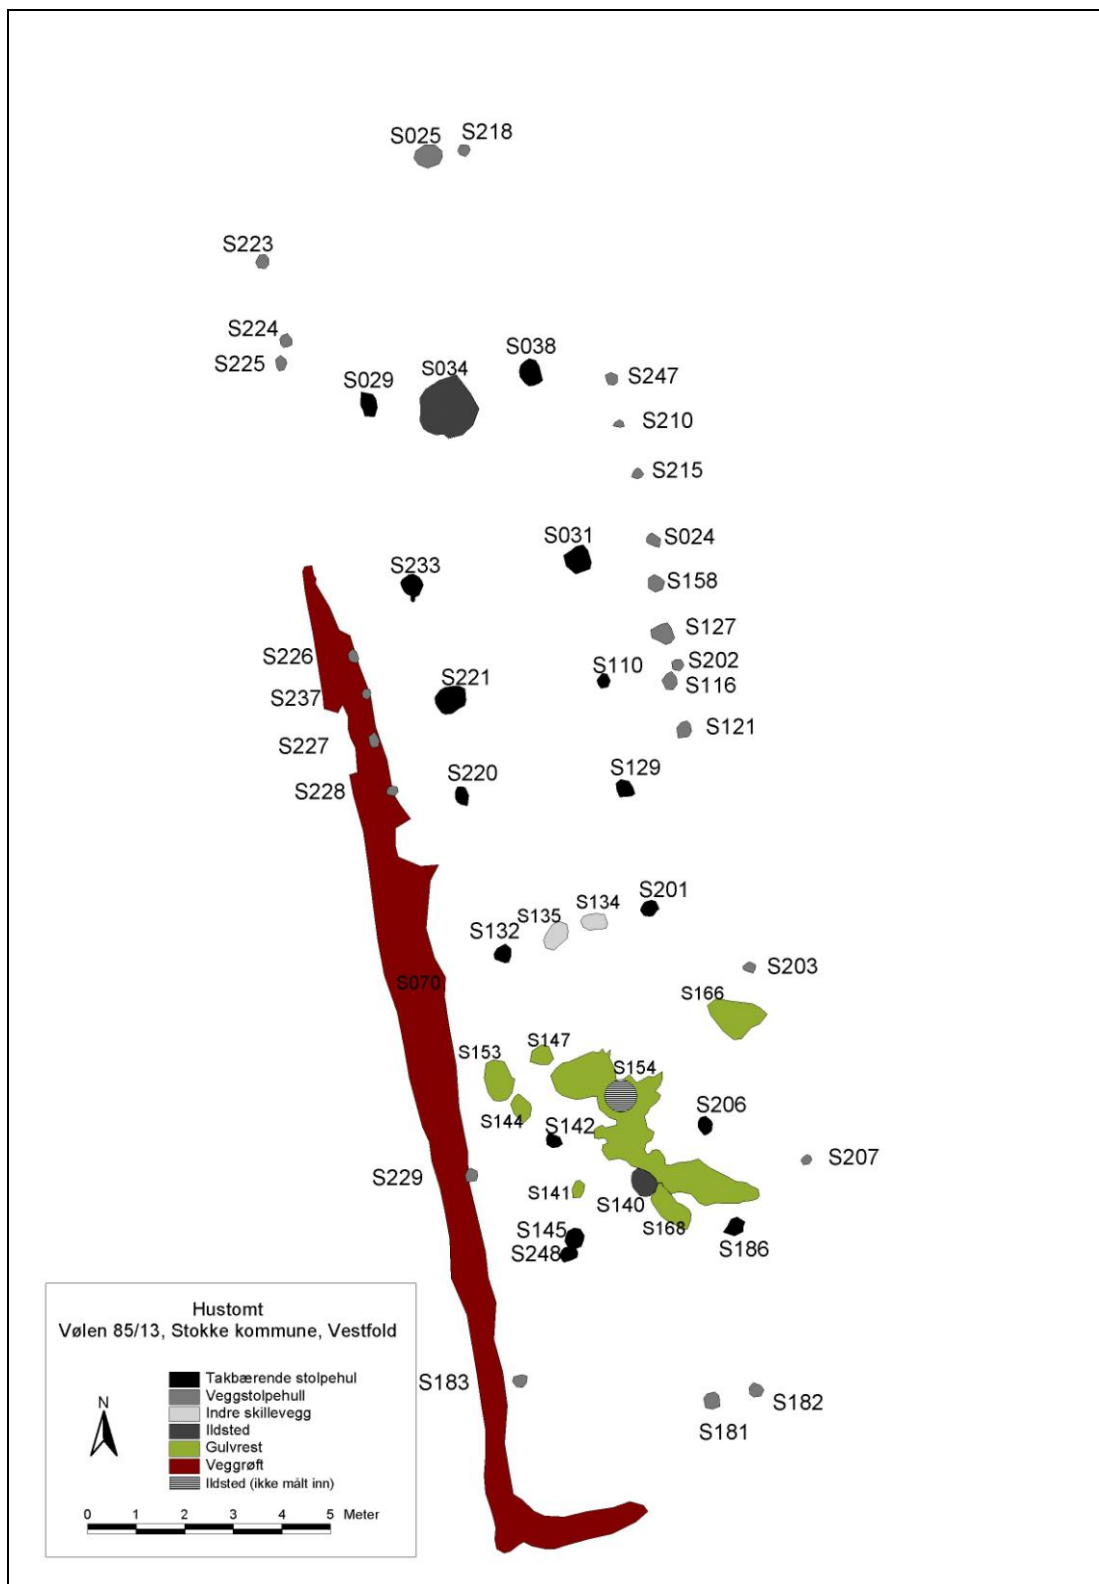 S025 S218
S223
S224
S225
S038
S034
S029
S247
S210
S215
S031
S024
S233
S158
S127
S226
S110
S202
S221
S116
S237
S121
S227
S220
S129
S228
S201
S134
S135
S132
S203
S070
S166
S147
S153
S154
S206
S144
S142
S207
S229
S141
S140
S168
S145
S186
S248
S183
S182
S181
Hustomt
Vølen 85/13, Stokke kommune, Vestfold
N
Takbærende stolpehul
Veggstolpehull
Indre skillevegg
Ildsted
Gulvrest
Veggrøft
Ildsted (ikke målt inn)
0 1 2 3 4 5 Meter